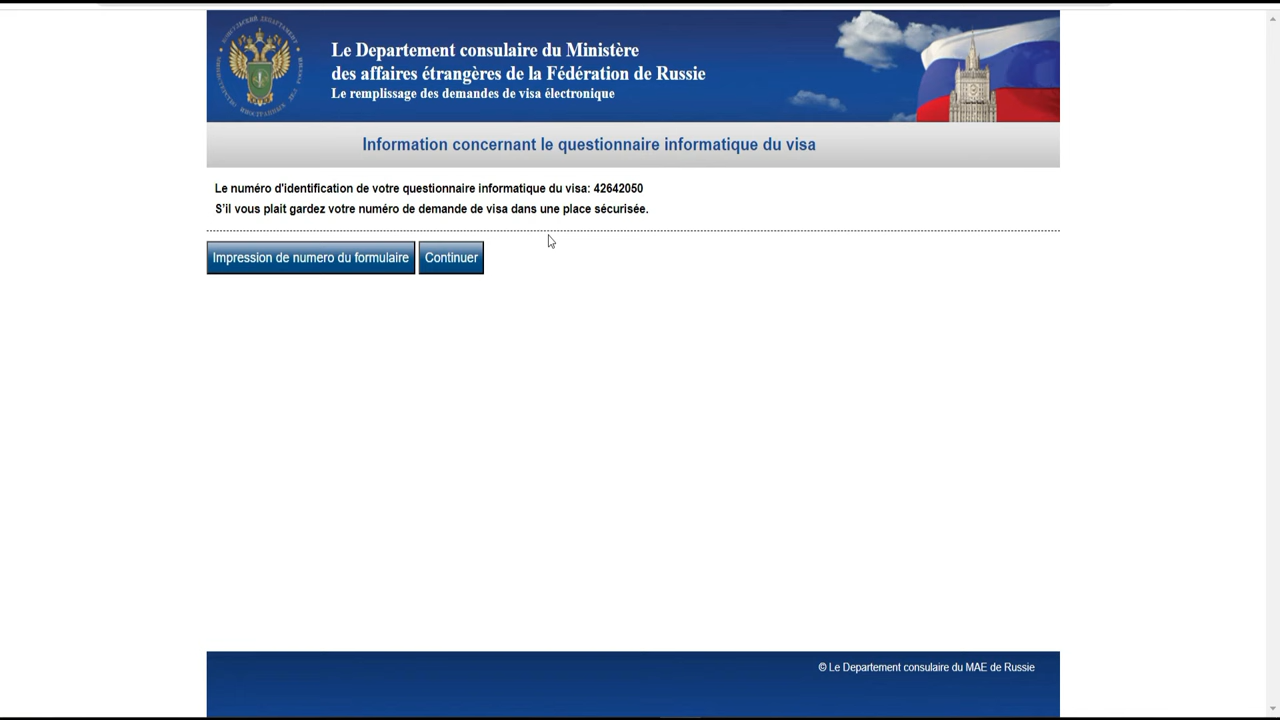 Le Departement consulaire du Ministère
des affaires étrangères de la Fédération de Russie
Le remplissage des demandes de visa électronique
Information concernant le questionnaire informatique du visa
Le numéro d'identification de votre questionnaire informatique du visa: 42642050
S'il vous plait gardez votre numéro de demande de visa dans une place sécurisée.
Impression de numero du formulaire
Continuer
© Le Departement consulaire du MAE de Russie